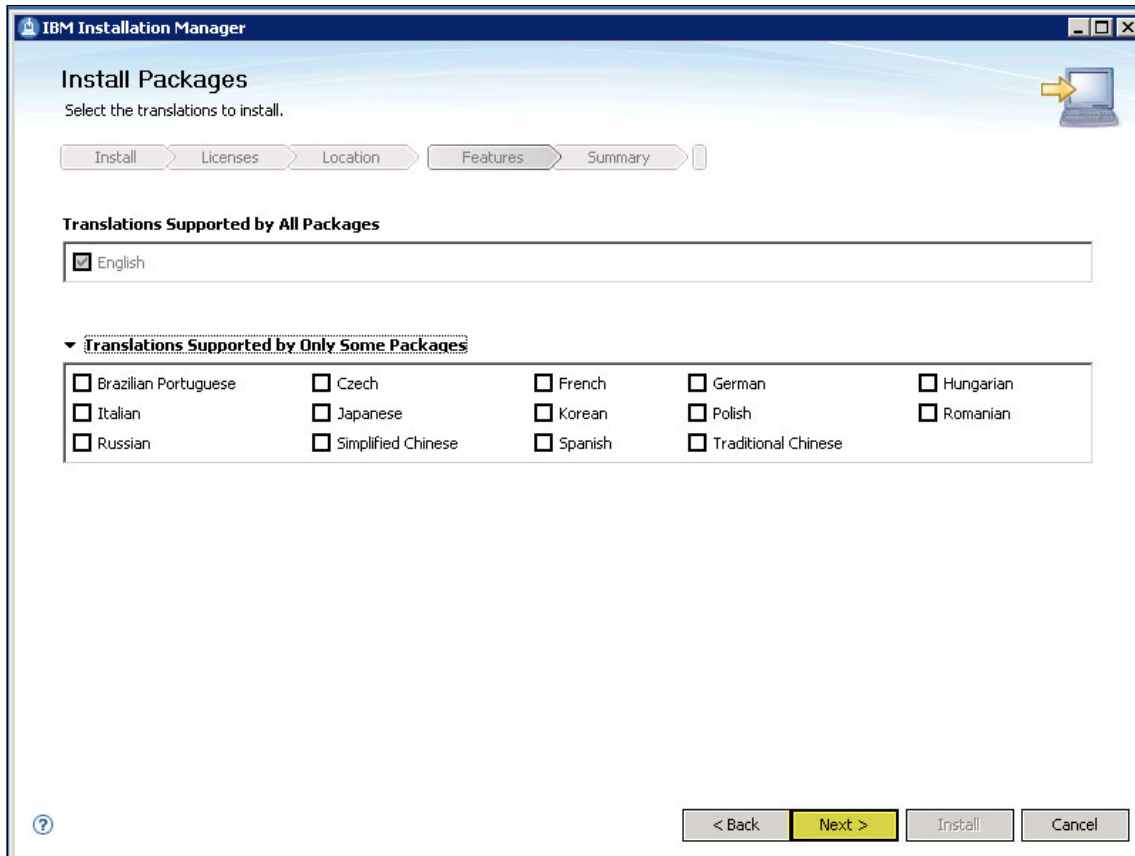 IBM Installation Manager
Install Packages
Select the translations to install.
Install Licenses Location Features Summary
Translations Supported by All Packages
English
Translations Supported by Only Some Packages
Brazilian Portuguese Czech French German Hungarian
Italian Japanese Korean Polish Romanian
Russian Simplified Chinese Spanish Traditional Chinese
? < Back Next > Install Cancel